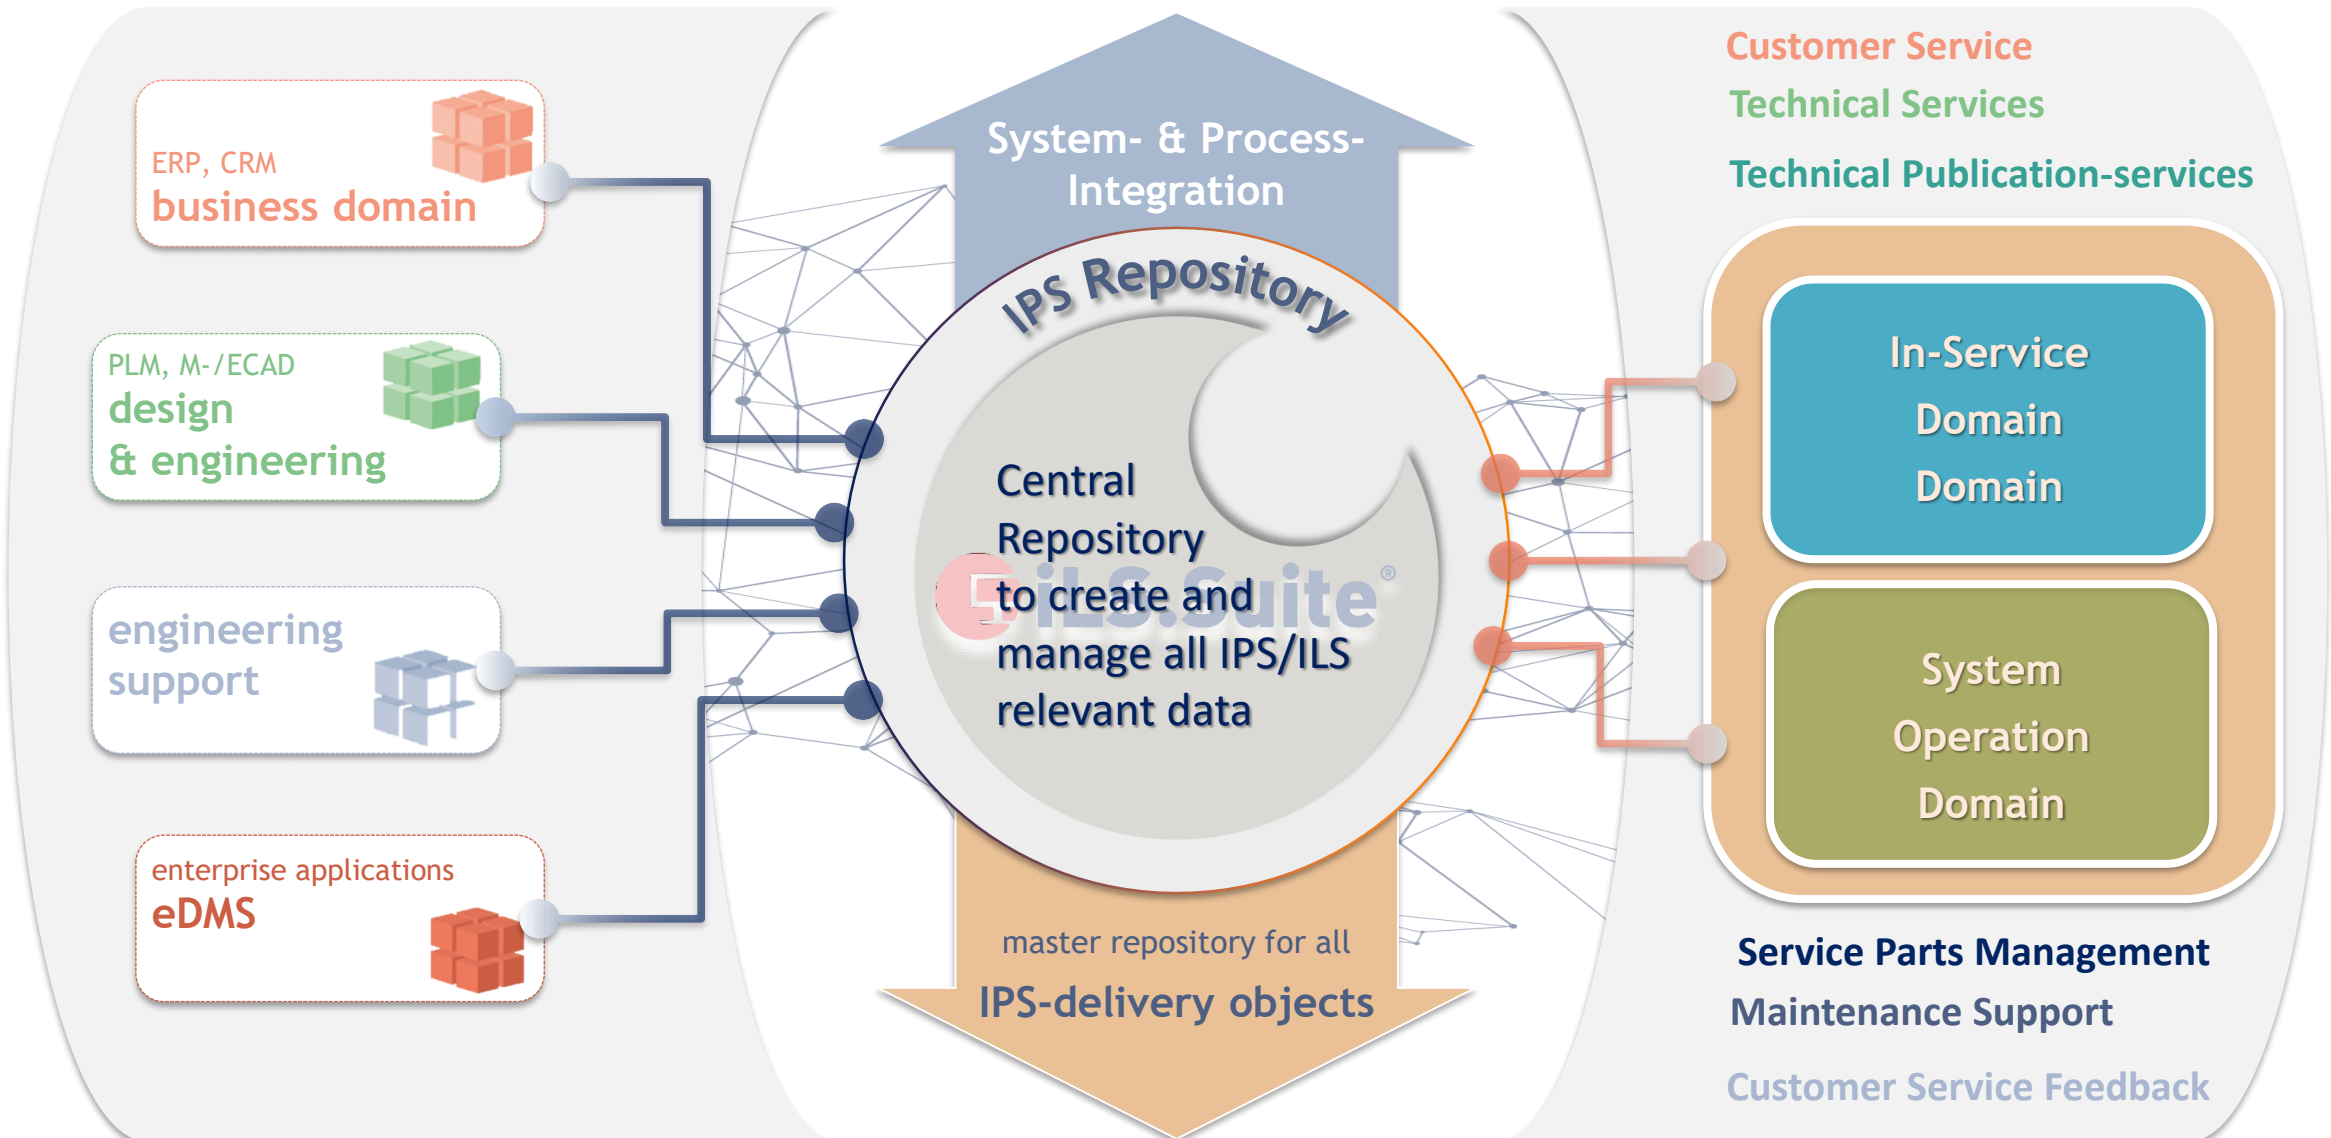 ERP, CRM
business domain
PLM, M-/ECAD
design
& engineering
engineering
support
enterprise applications
eDMS
System- & Process-
Integration
IPS Repository
Central
Repository
to create and
manage all IPS/ILS
relevant data
iLS.Suite®
master repository for all
IPS-delivery objects
Customer Service
Technical Services
Technical Publication-services
In-Service
Domain
Domain
System
Operation
Domain
Service Parts Management
Maintenance Support
Customer Service Feedback